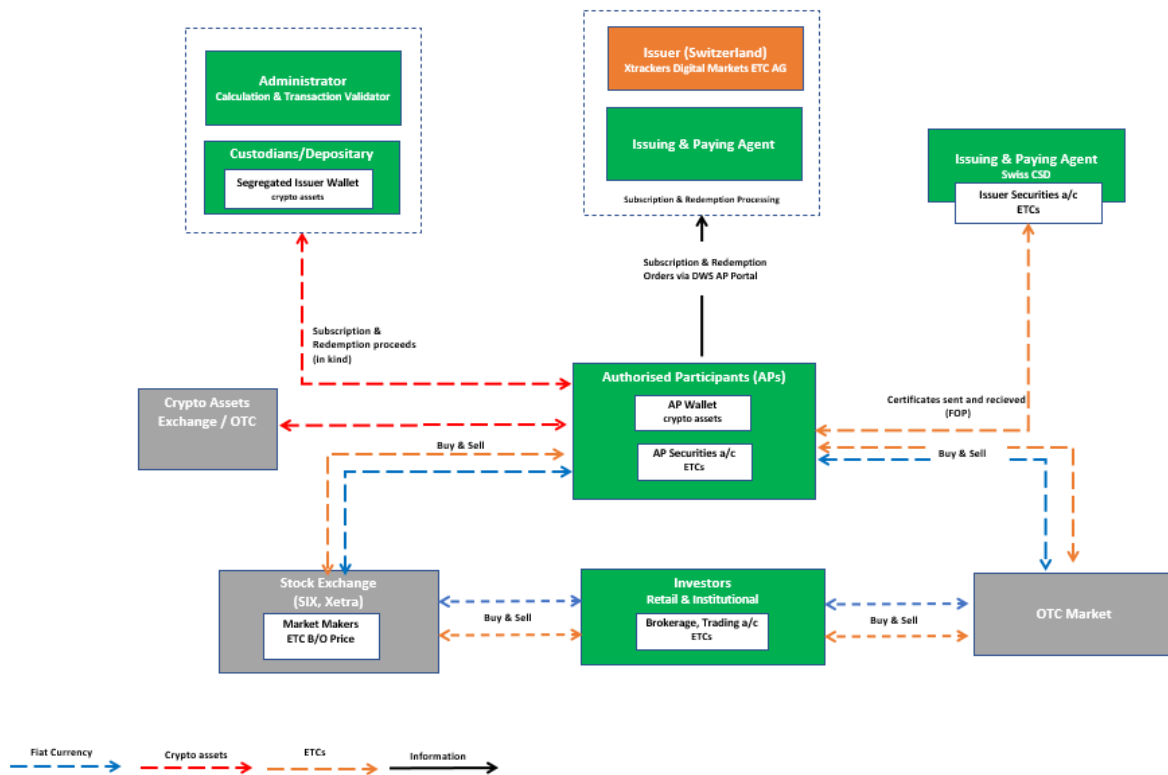 Administrator
Calculation & Transaction Validator
Custodians/Depositary
Segregated Issuer Wallet
crypto assets
Issuer (Switzerland)
Xtrackers Digital Markets ETC AG
Issuing & Paying Agent
Subscription & Redemption Processing
Issuing & Paying Agent
Swiss CSD
Issuer Securities a/c
ETCs
Subscription & Redemption
Orders via DWS AP Portal
Subscription &
Redemption proceeds
(in kind)
Authorised Participants (APs)
AP Wallet
crypto assets
AP Securities a/c
ETCs
Crypto Assets
Exchange / OTC
Certificates sent and recieved
(FOP)
Buy & Sell
Buy & Sell
Stock Exchange
(SIX, Xetra)
Market Makers
ETC B/O Price
Buy & Sell
Investors
Retail & Institutional
Brokerage, Trading a/c
ETCs
Buy & Sell
OTC Market
Fiat Currency
Crypto assets
ETCs
Information